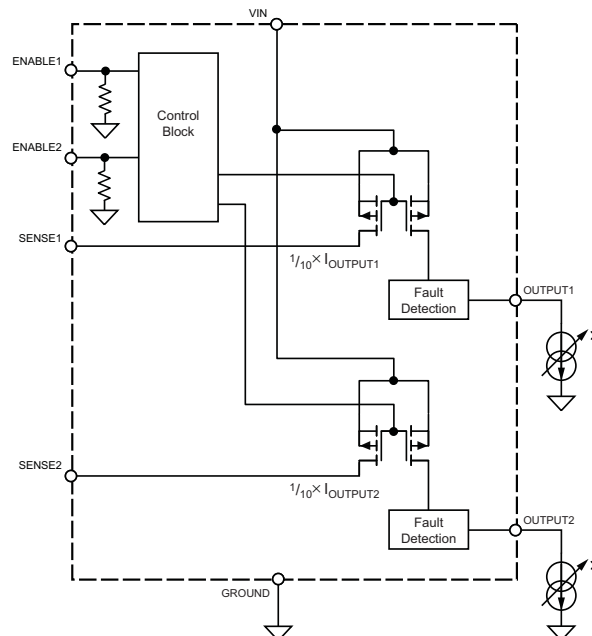 VIN
ENABLE1
Control
Block
ENABLE2
SENSE1
1/10 × IOUTPUT1
Fault
Detection
OUTPUT1
SENSE2
1/10 × IOUTPUT2
Fault
Detection
OUTPUT2
GROUND